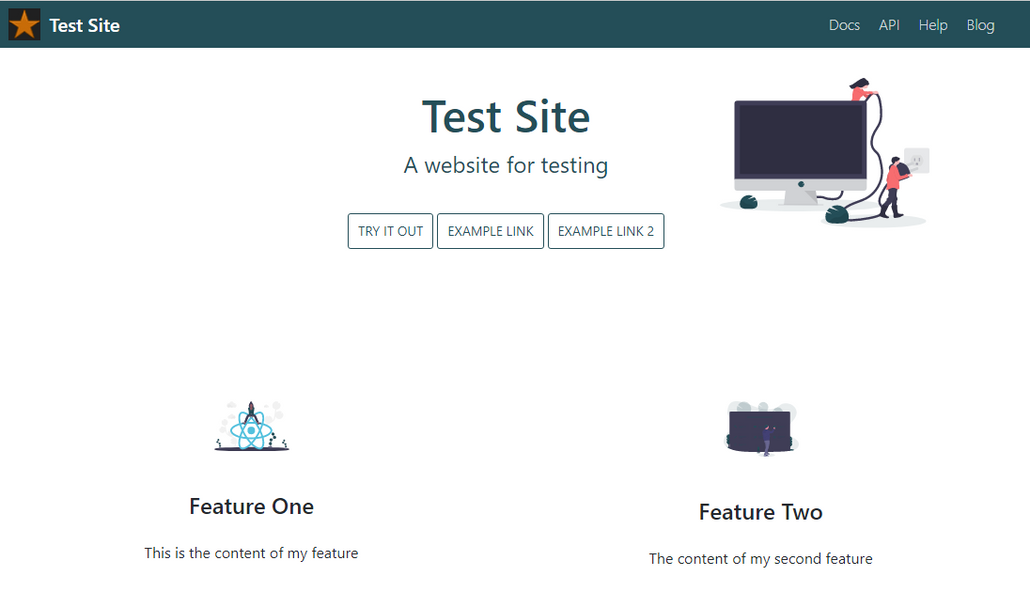 Test Site
Docs API Help Blog
Test Site
A website for testing
TRY IT OUT EXAMPLE LINK EXAMPLE LINK 2
Feature One
This is the content of my feature
Feature Two
The content of my second feature